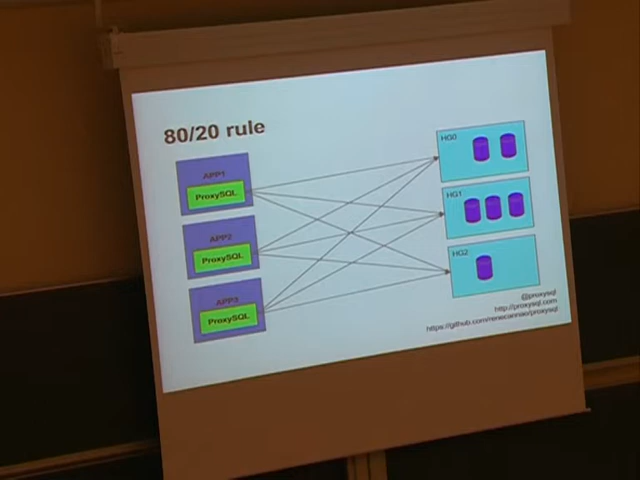 80/20 rule
APP1
ProxySQL
APP2
ProxySQL
APP3
ProxySQL
HG0
HG1
HG2
@proxysql
http://proxysql.com
https://github.com/renecannao/proxysql